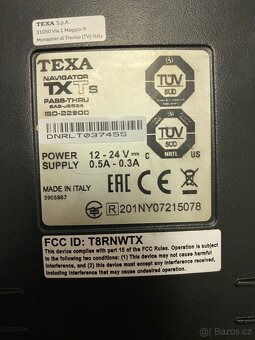 TEXA S.p.A.
31050 Via 1 Maggio-9
Monastier di Treviso (TV)-Italy
TEXA
NAVIGATOR
TXTs
PASS-THRU
SAE-J2534
ISO-22900
DNRLT037455
TÜV
SÜD
TÜV
SÜD
C
NRTL
POWER 12 - 24 V
SUPPLY 0.5A - 0.3A
MADE IN ITALY
3905887
EAC CE
R 201NY07215078
FCC ID: T8RNWTX
This device complies with part 15 of the FCC Rules. Operation is subject
to the following two conditions: (1) This device may not cause harmful
interference, and (2) this device must accept any interference received,
including interference that may cause undesired operation.
sbazar.cz